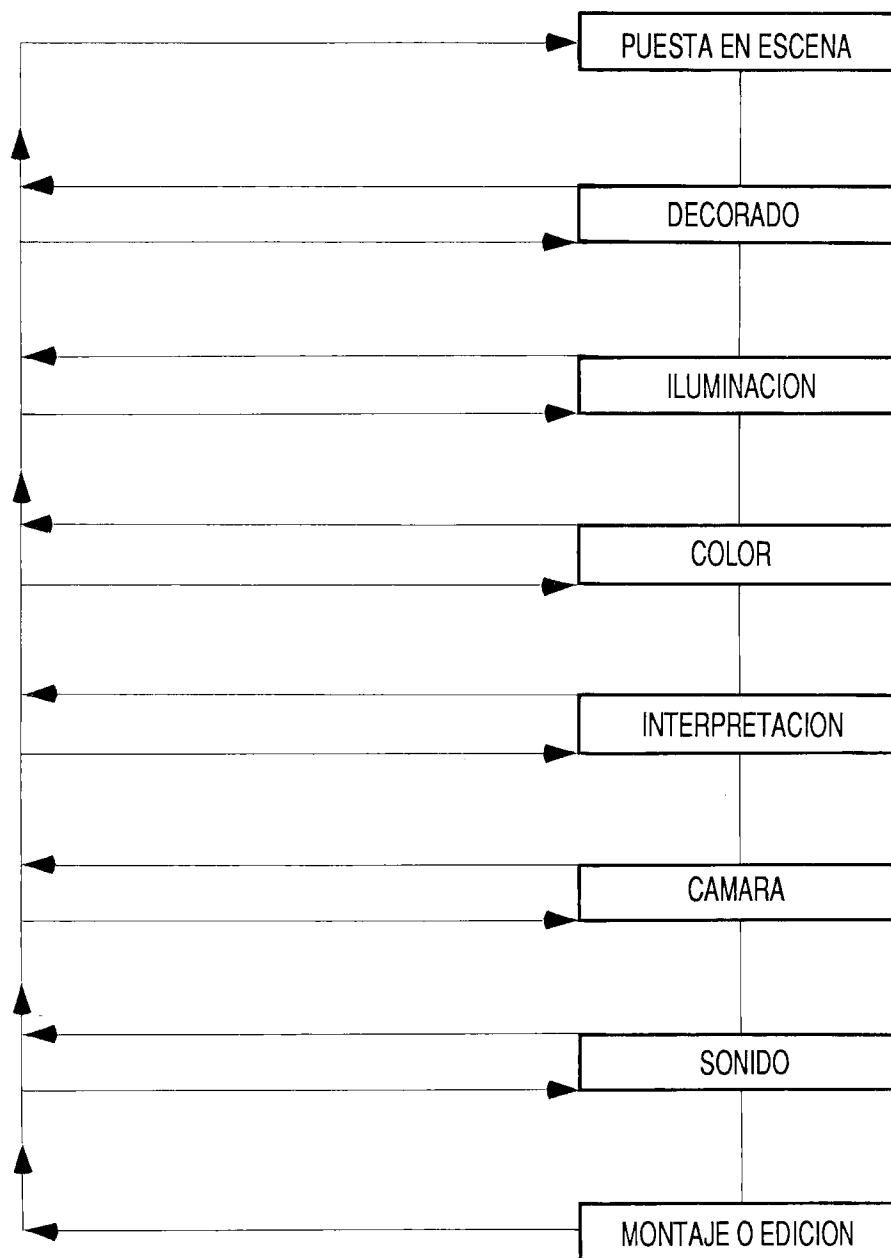 PUESTA EN ESCENA
DECORADO
ILUMINACION
COLOR
INTERPRETACION
CAMARA
SONIDO
MONTAJE O EDICION